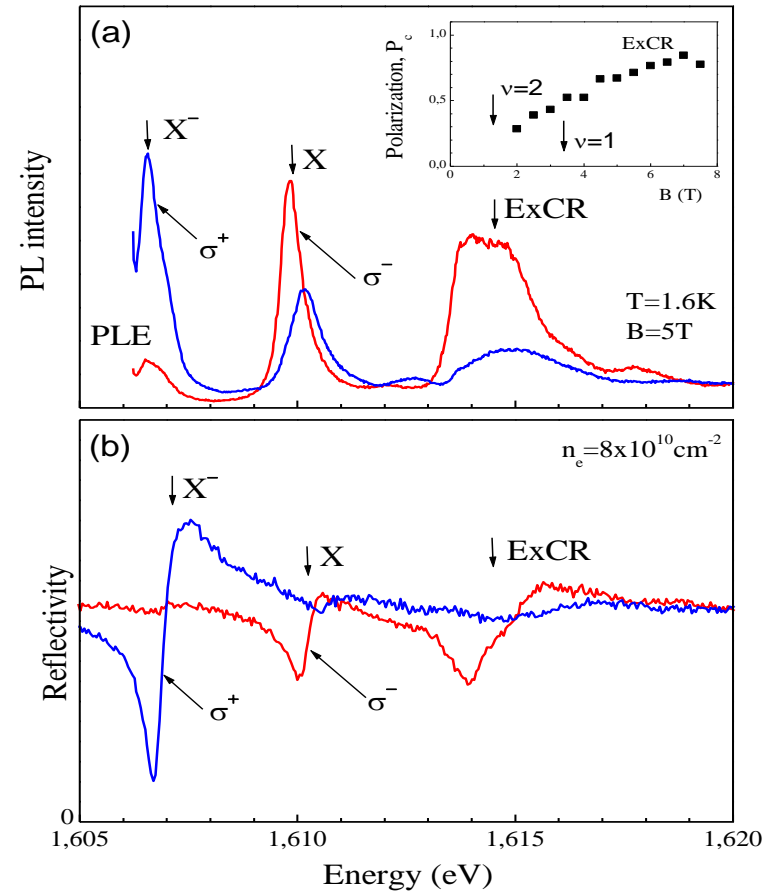 (a)
X⁻
X
ExCR
σ⁺
σ⁻
PLE
T=1.6K
B=5T
PL intensity
1,0
0,5
0,0
Polarization, P_c
ExCR
ν=2
ν=1
0
2
4
6
8
B (T)
(b)
n_e=8x10¹⁰cm⁻²
X⁻
X
ExCR
σ⁺
σ⁻
Reflectivity
0
1,605
1,610
1,615
1,620
Energy (eV)